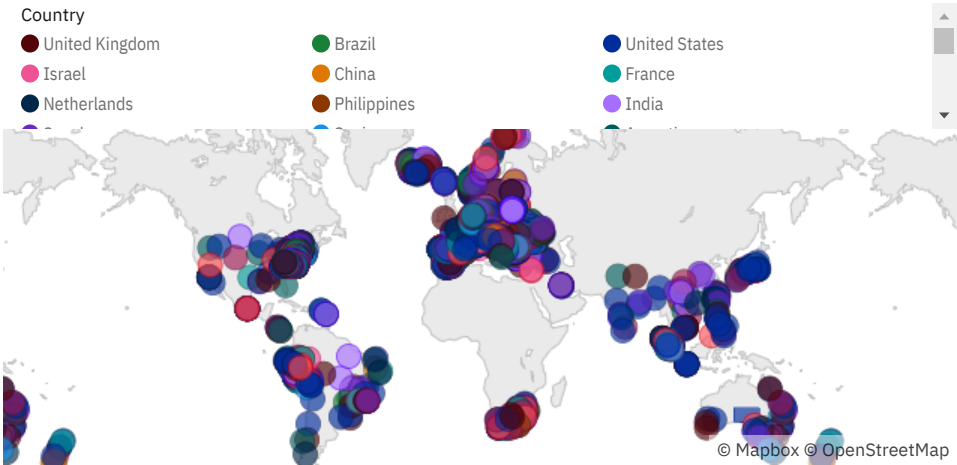 Country
United Kingdom Brazil United States
Israel China France
Netherlands Philippines India
© Mapbox © OpenStreetMap